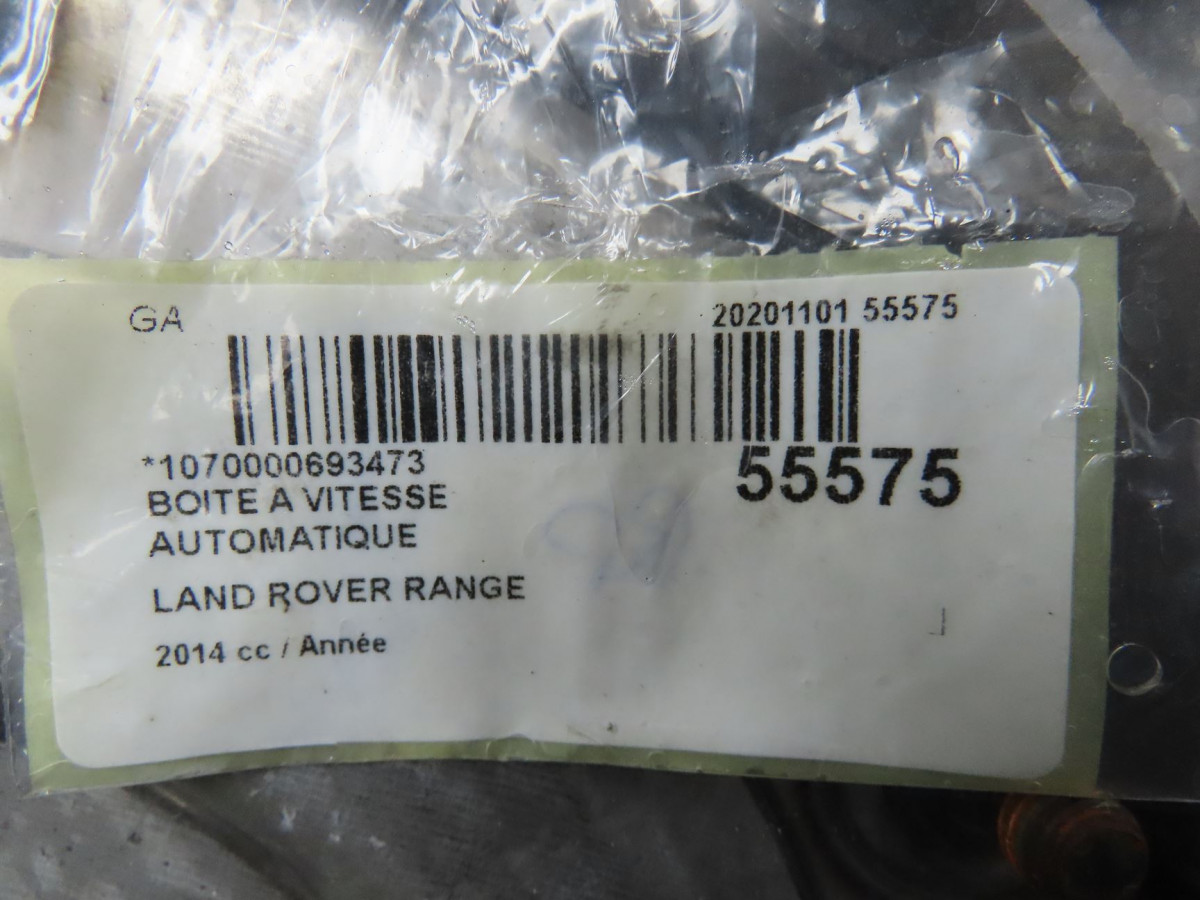 GA 20201101 55575
*1070000693473
55575
BOITE A VITESSE
AUTOMATIQUE
LAND ROVER RANGE
2014 cc / Année